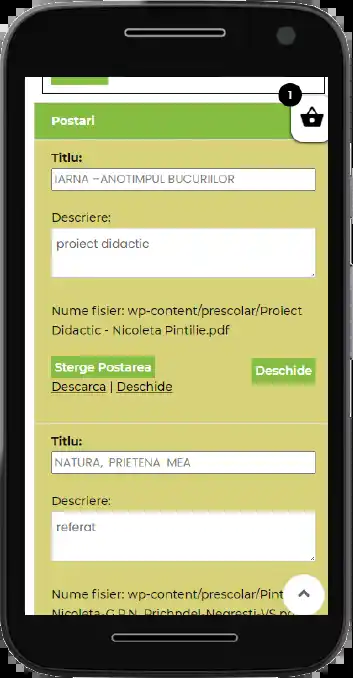 1
Postari
Titlu:
IARNA –ANOTIMPUL BUCURIILOR
Descriere:
proiect didactic
Nume fisier: wp-content/prescolar/Proiect
Didactic - Nicoleta Pintilie.pdf
Sterge Postarea
Deschide
Descarca | Deschide
Titlu:
NATURA, PRIETENA MEA
Descriere:
referat
Nume fisier: wp-content/prescolar/Pint
Nicoleta-G.P.N. Prichndel-Negresti-VS